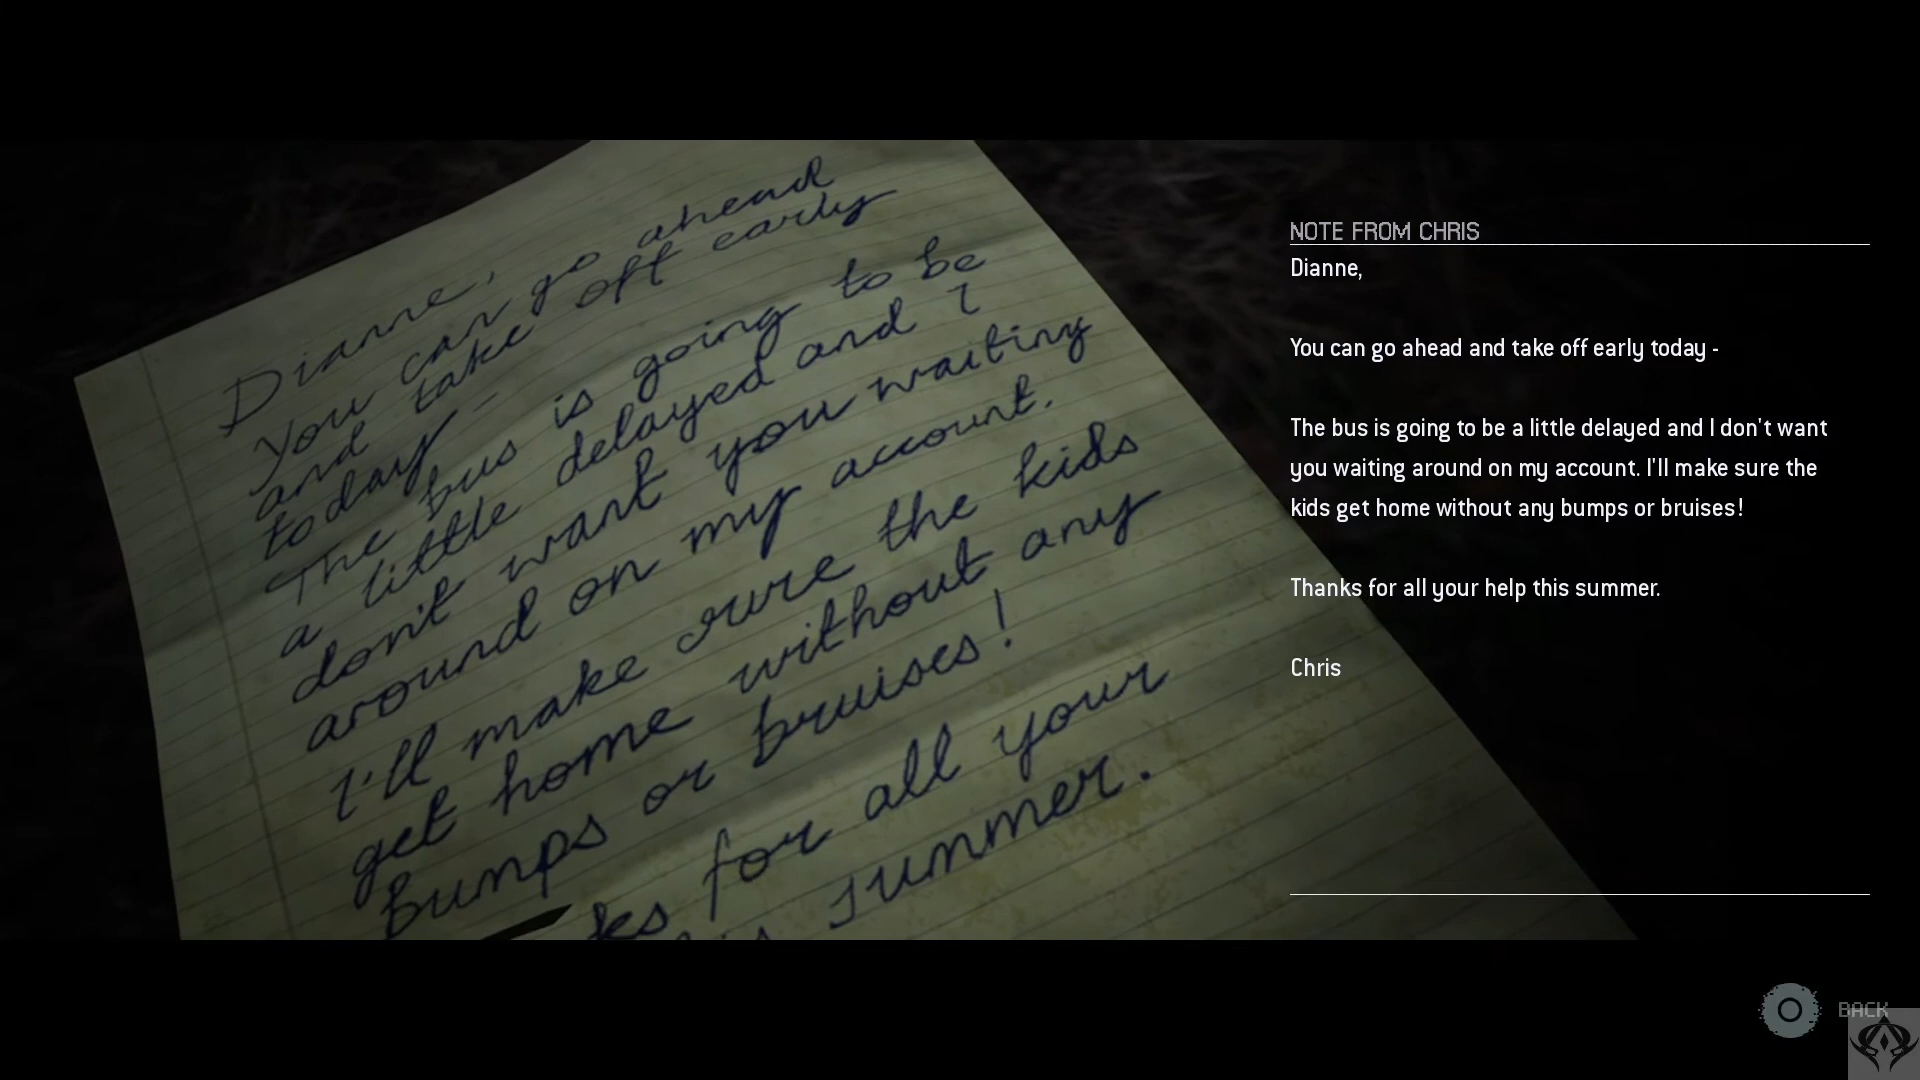 Dianne,
You can go ahead
and take off early
today -
The bus is going to be
a little delayed and I
don't want you waiting
around on my account.
I'll make sure the kids
get home without any
Bumps or bruises!
ks for all your
is summer.
NOTE FROM CHRIS
Dianne,
You can go ahead and take off early today -
The bus is going to be a little delayed and I don't want
you waiting around on my account. I'll make sure the
kids get home without any bumps or bruises!
Thanks for all your help this summer.
Chris
BACK